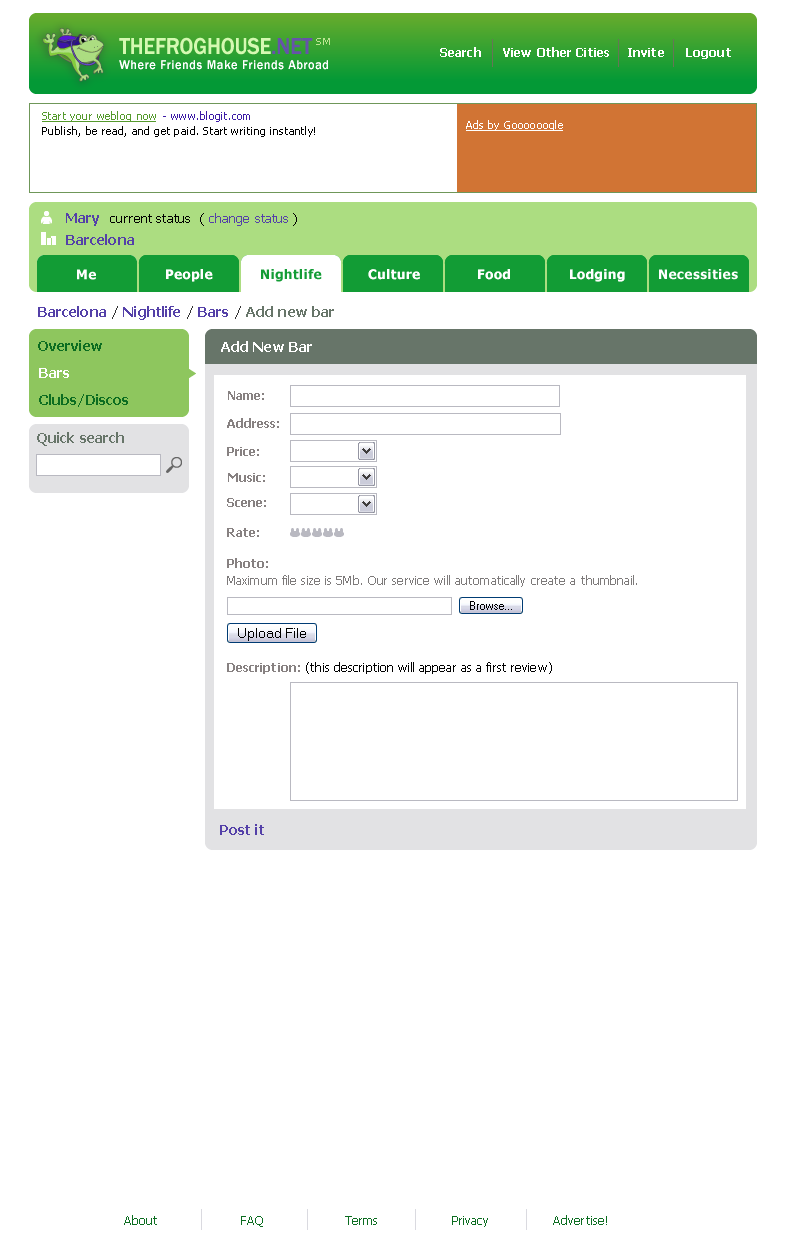 THEFROGHOUSE.NET SM
Where Friends Make Friends Abroad
Search View Other Cities Invite Logout
Start your weblog now - www.blogit.com
Publish, be read, and get paid. Start writing instantly!
Ads by Goooooogle
Mary current status ( change status )
Barcelona
Me People Nightlife Culture Food Lodging Necessities
Barcelona / Nightlife / Bars / Add new bar
Overview
Bars
Clubs/Discos
Quick search
Add New Bar
Name:
Address:
Price:
Music:
Scene:
Rate:
Photo:
Maximum file size is 5Mb. Our service will automatically create a thumbnail.
Browse...
Upload File
Description: (this description will appear as a first review)
Post it
About FAQ Terms Privacy Advertise!